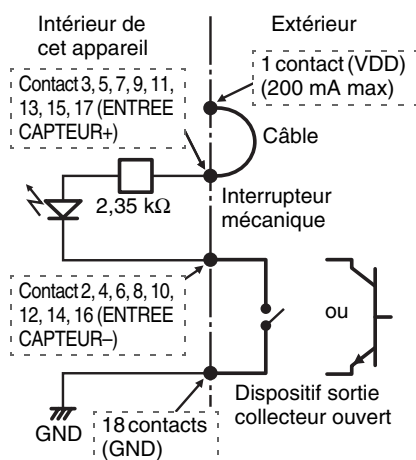 Intérieur de
cet appareil
Extérieur
Contact 3, 5, 7, 9, 11,
13, 15, 17 (ENTREE
CAPTEUR+)
1 contact (VDD)
(200 mA max)
Câble
2,35 kΩ
Interrupteur
mécanique
Contact 2, 4, 6, 8, 10,
12, 14, 16 (ENTREE
CAPTEUR–)
ou
Dispositif sortie
collecteur ouvert
GND
18 contacts
(GND)